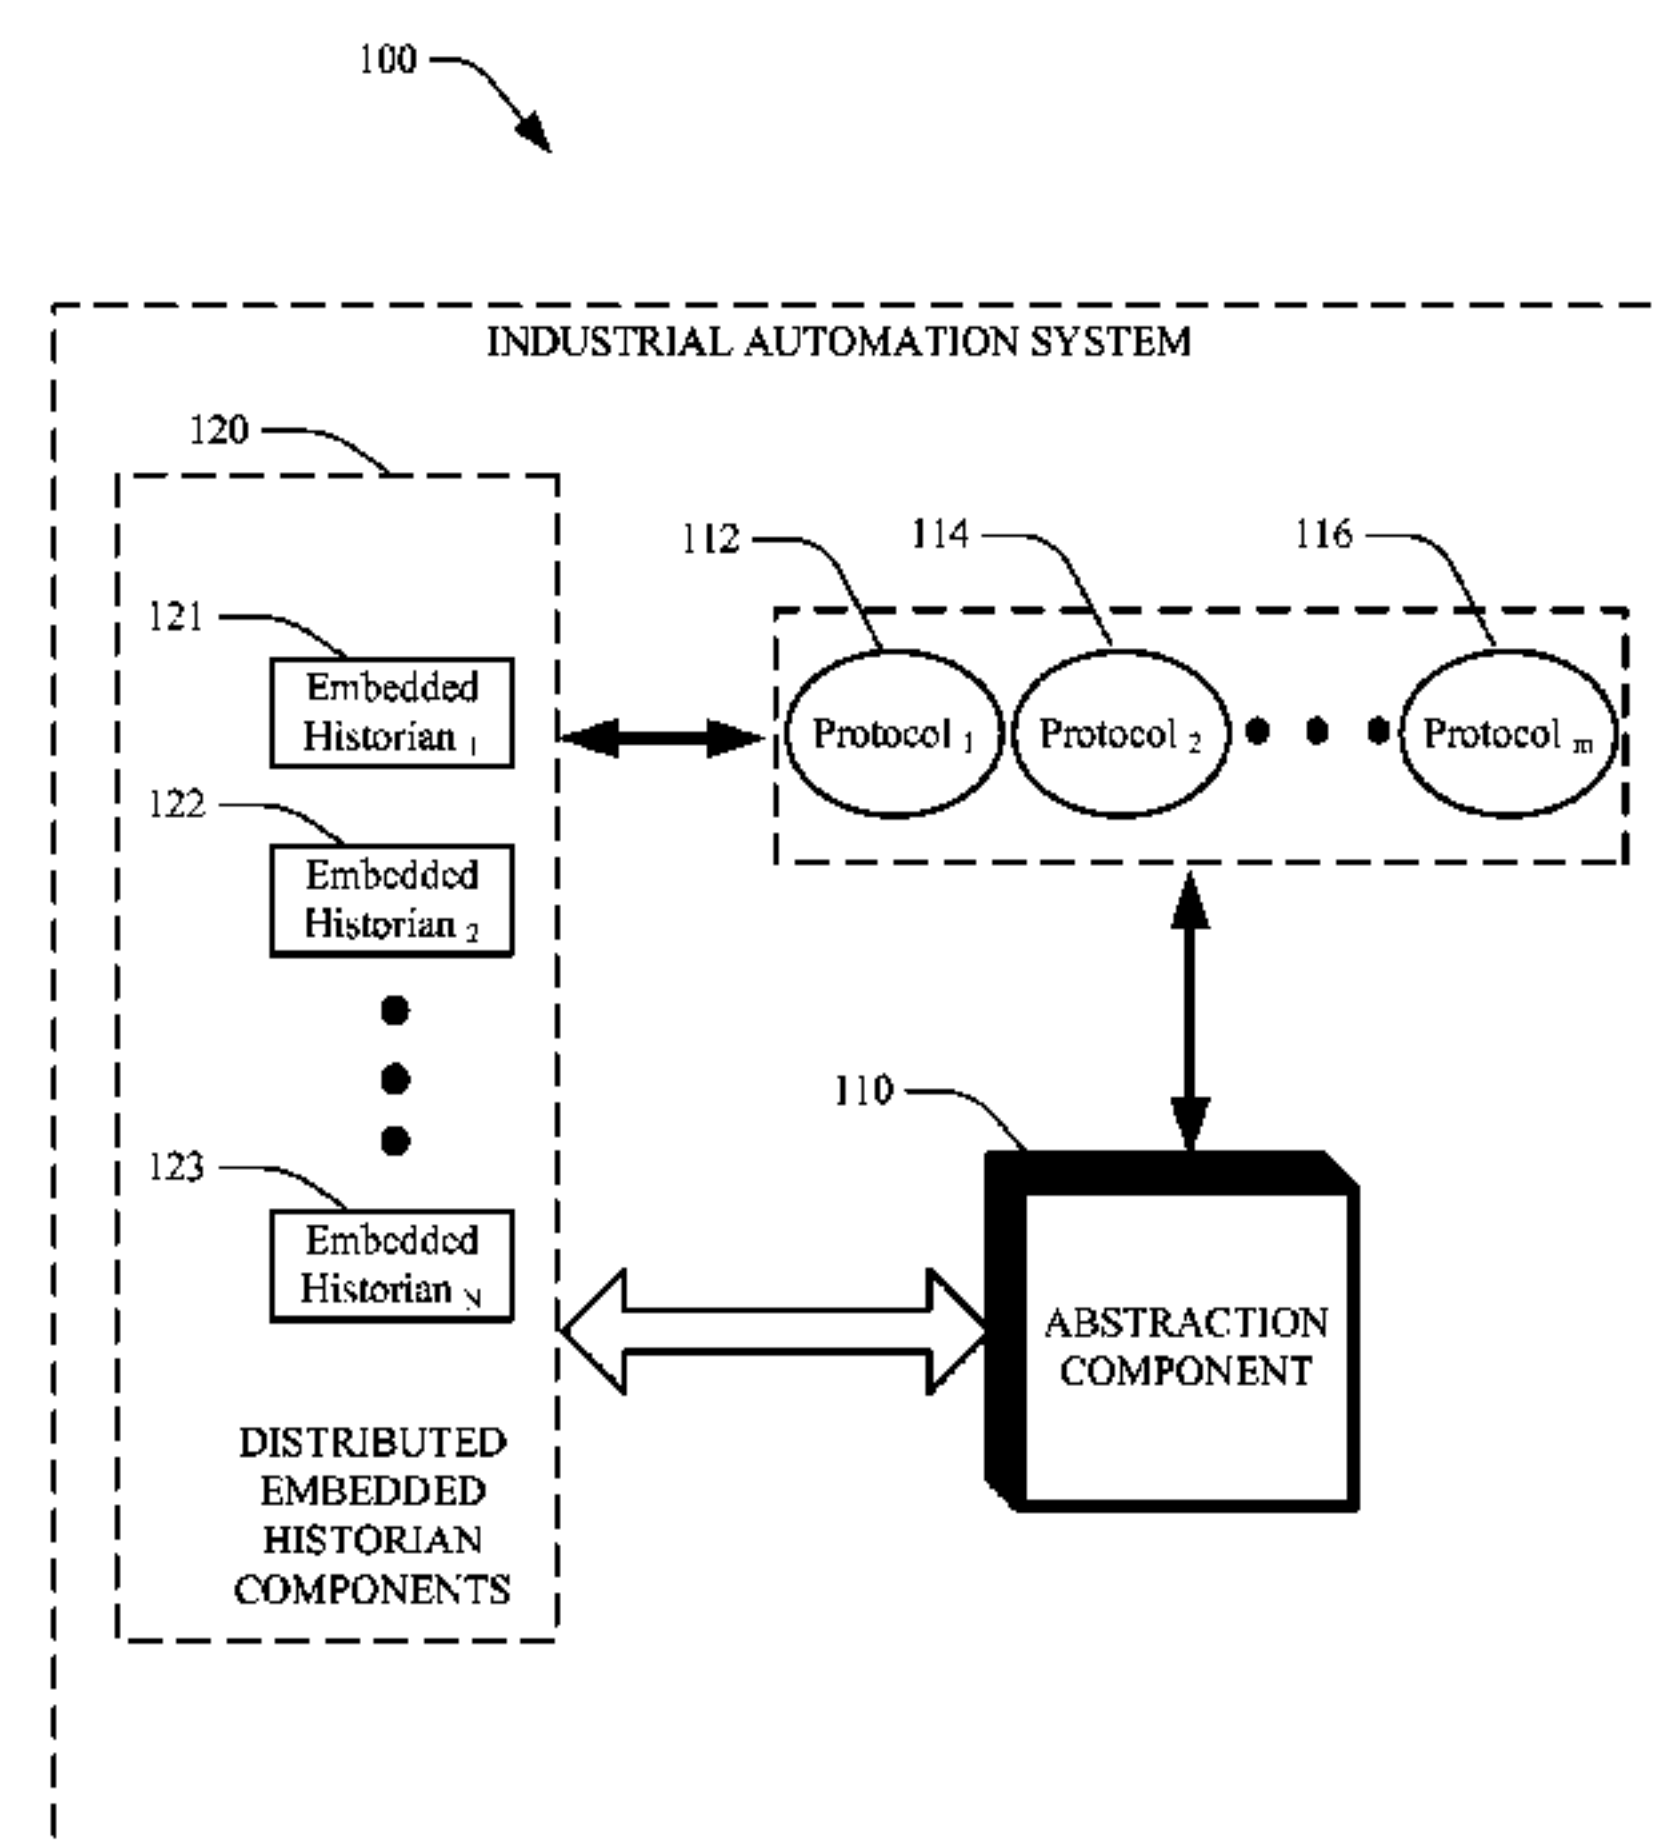 100
INDUSTRIAL AUTOMATION SYSTEM
120
112
114
116
121
Embedded
Historian 1
Protocol 1
Protocol 2
Protocol m
122
Embedded
Historian 2
110
123
Embedded
Historian N
ABSTRACTION
COMPONENT
DISTRIBUTED
EMBEDDED
HISTORIAN
COMPONENTS